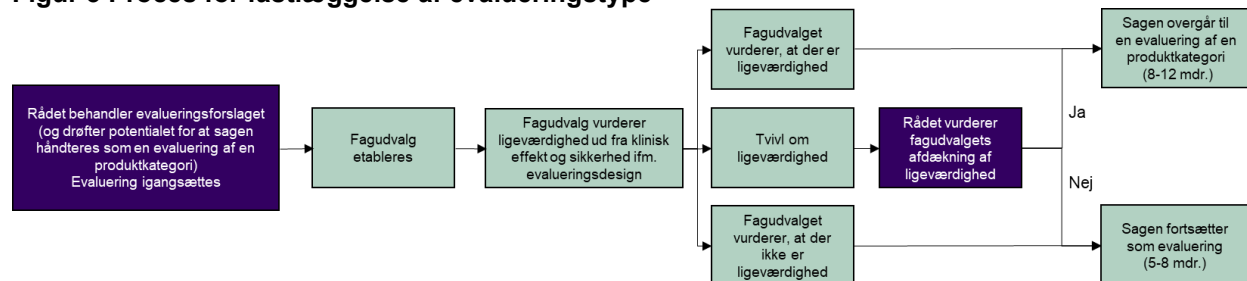 Rådet behandler evalueringsforslaget
(og drøfter potentialet for at sagen
håndteres som en evaluering af en
produktkategori)
Evaluering igangsættes
Fagudvalg
etableres
Fagudvalg vurderer
ligeværdighed ud fra klinisk
effekt og sikkerhed ifm.
evalueringsdesign
Fagudvalget
vurderer, at der er
ligeværdighed
Tvivl om
ligeværdighed
Fagudvalget
vurderer, at der
ikke er
ligeværdighed
Rådet vurderer
fagudvalgets
afdækning af
ligeværdighed
Ja
Nej
Sagen overgår til
en evaluering af en
produktkategori
(8-12 mdr.)
Sagen fortsætter
som evaluering
(5-8 mdr.)